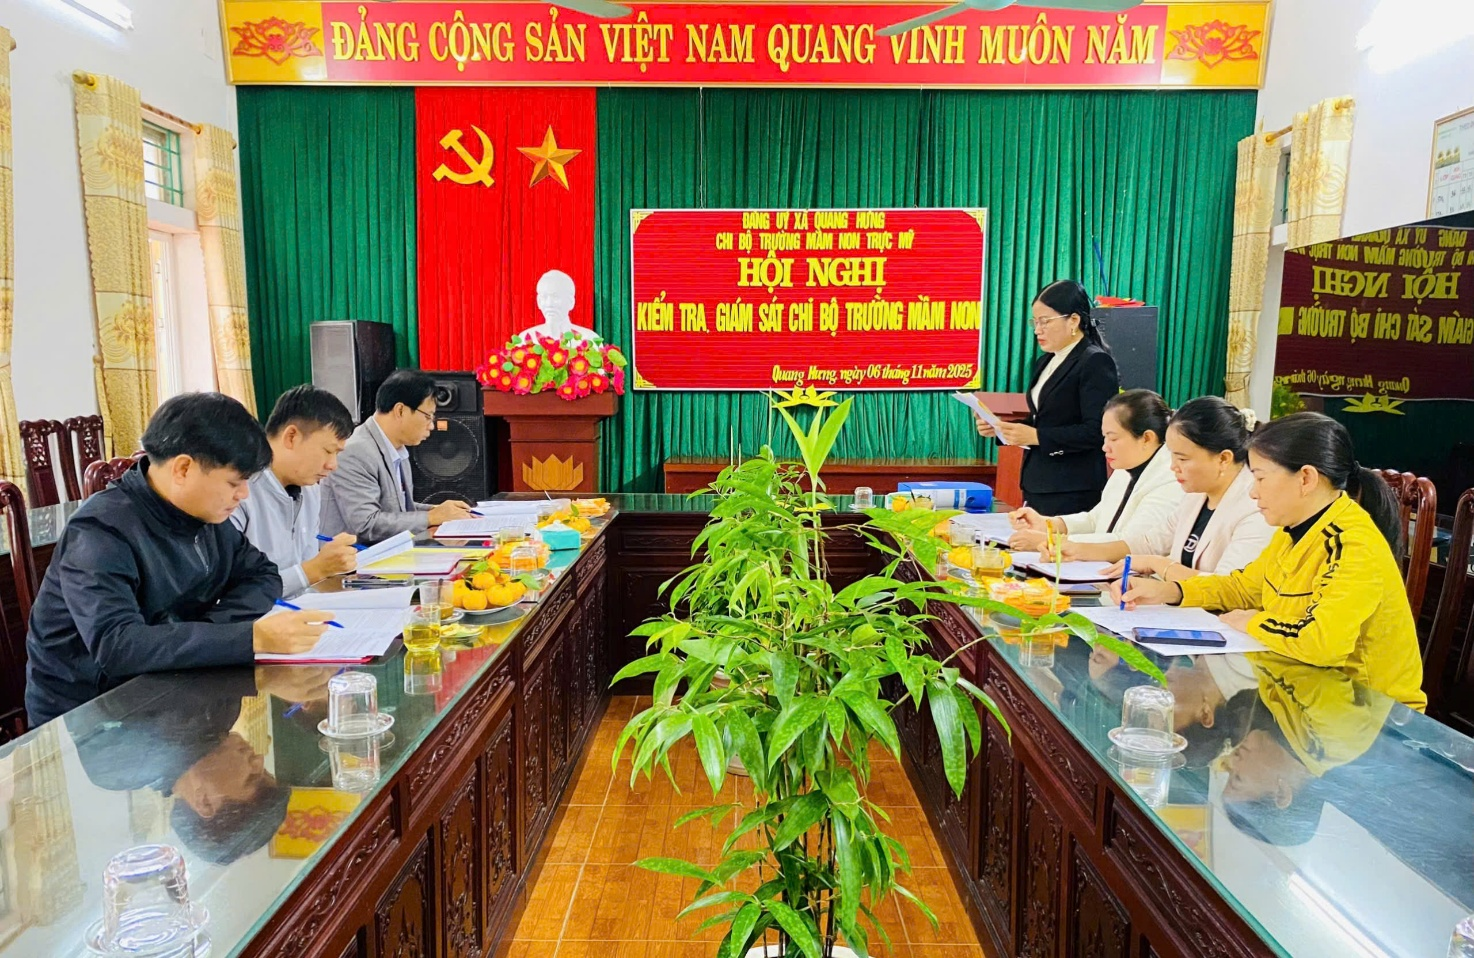 ĐẢNG CỘNG SẢN VIỆT NAM QUANG VINH MUÔN NĂM
ĐẢNG UỶ XÃ QUANG HƯNG
CHI BỘ TRƯỜNG MẦM NON TRỰC MỸ
HỘI NGHỊ
KIỂM TRA, GIÁM SÁT CHI BỘ TRƯỜNG MẦM NON
Quang Hưng, ngày 06 tháng 11 năm 2025